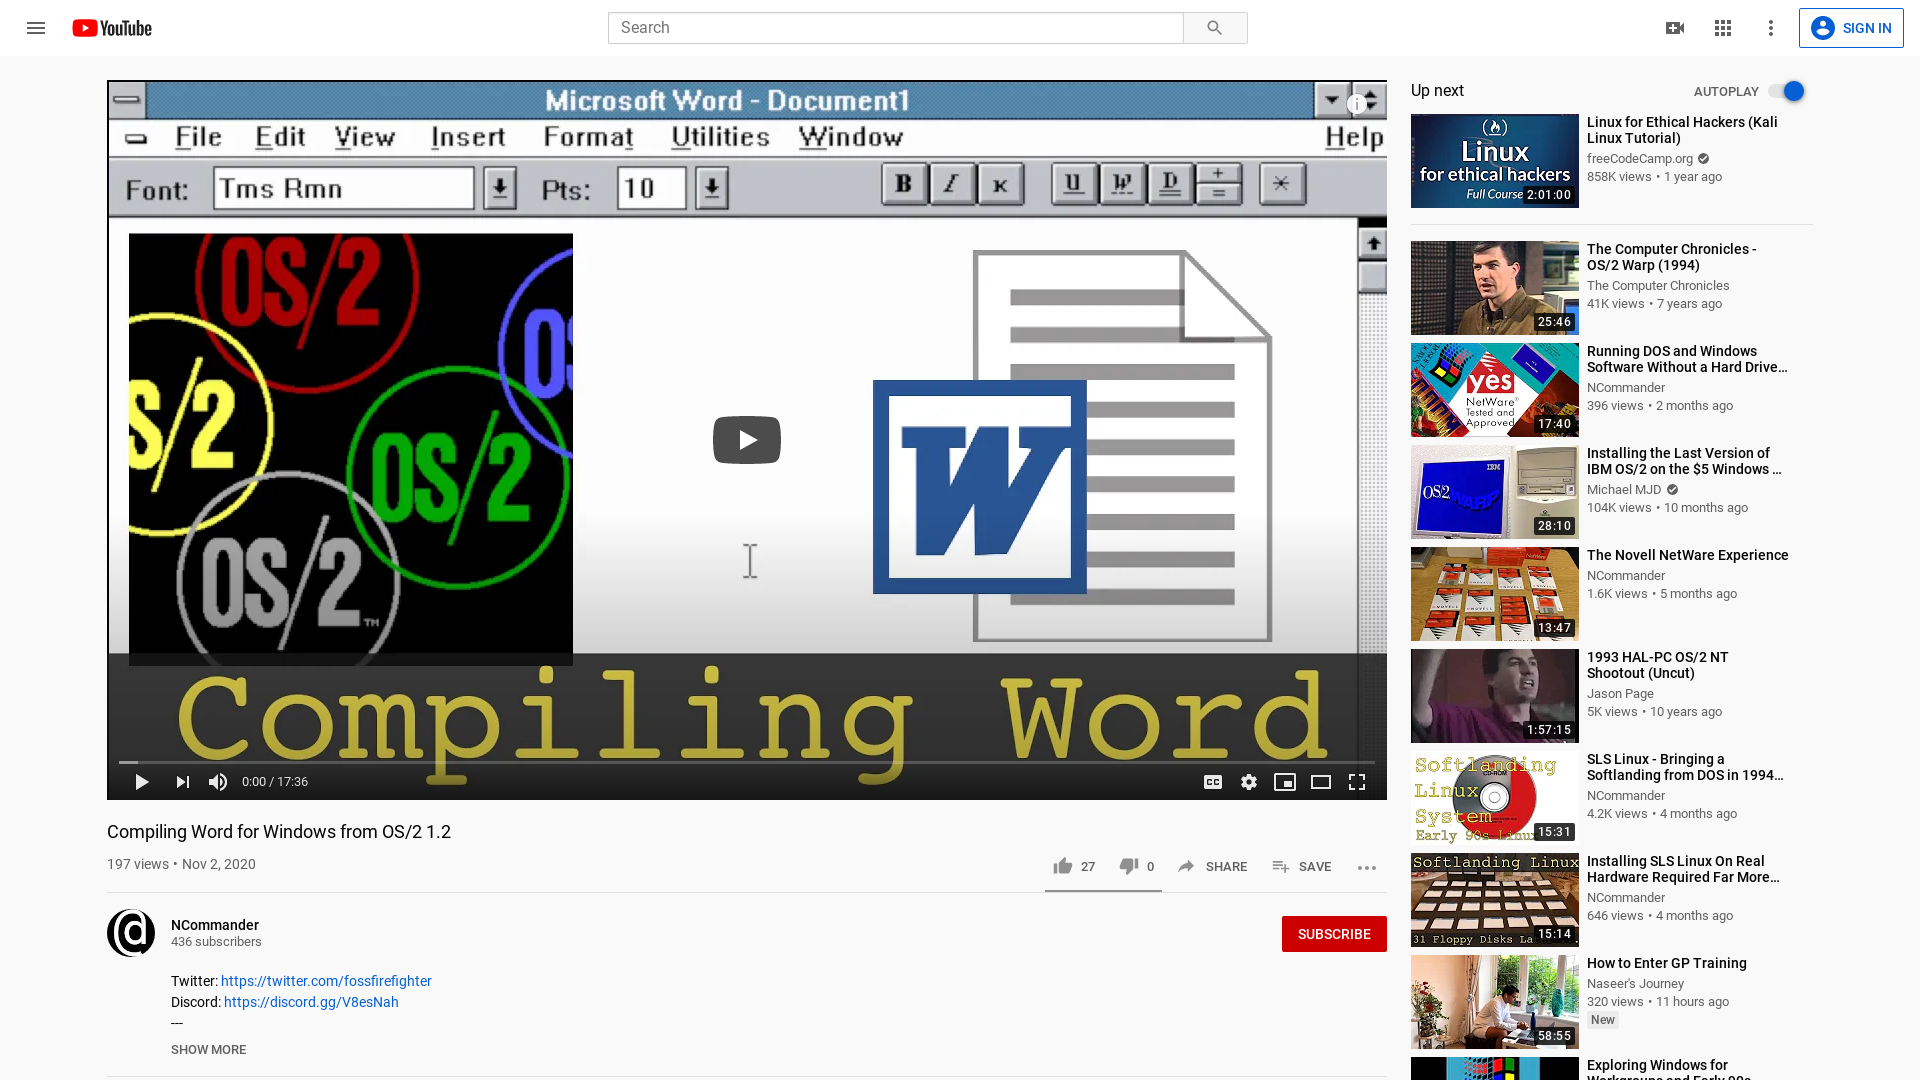 YouTube
Search
SIGN IN
Microsoft Word - Document1
File Edit View Insert Format Utilities Window Help
Font: Tms Rmn Pts: 10 B I K U W D
OS/2
OS/2
OS/2
OS/2
OS/2 ™
W
Compiling Word
0:00 / 17:36
CC
Compiling Word for Windows from OS/2 1.2
197 views • Nov 2, 2020
27 0 SHARE SAVE
NCommander
436 subscribers
SUBSCRIBE
Twitter: https://twitter.com/fossfirefighter
Discord: https://discord.gg/V8esNah
---
SHOW MORE
Up next
AUTOPLAY
Linux
for ethical hackers
Full Course
2:01:00
Linux for Ethical Hackers (Kali
Linux Tutorial)
freeCodeCamp.org
858K views • 1 year ago
25:46
The Computer Chronicles -
OS/2 Warp (1994)
The Computer Chronicles
41K views • 7 years ago
yes
NetWare
Tested and
Approved
17:40
Running DOS and Windows
Software Without a Hard Drive...
NCommander
396 views • 2 months ago
IBM
OS/2 WARP
28:10
Installing the Last Version of
IBM OS/2 on the $5 Windows ...
Michael MJD
104K views • 10 months ago
13:47
The Novell NetWare Experience
NCommander
1.6K views • 5 months ago
1:57:15
1993 HAL-PC OS/2 NT
Shootout (Uncut)
Jason Page
5K views • 10 years ago
Softlanding
CD-ROM
Linux
System
Early 90s Linux
15:31
SLS Linux - Bringing a
Softlanding from DOS in 1994...
NCommander
4.2K views • 4 months ago
Softlanding Linux
31 Floppy Disks
15:14
Installing SLS Linux On Real
Hardware Required Far More...
NCommander
646 views • 4 months ago
58:55
How to Enter GP Training
Naseer's Journey
320 views • 11 hours ago
New
Exploring Windows for
Workgroups and Early 90s